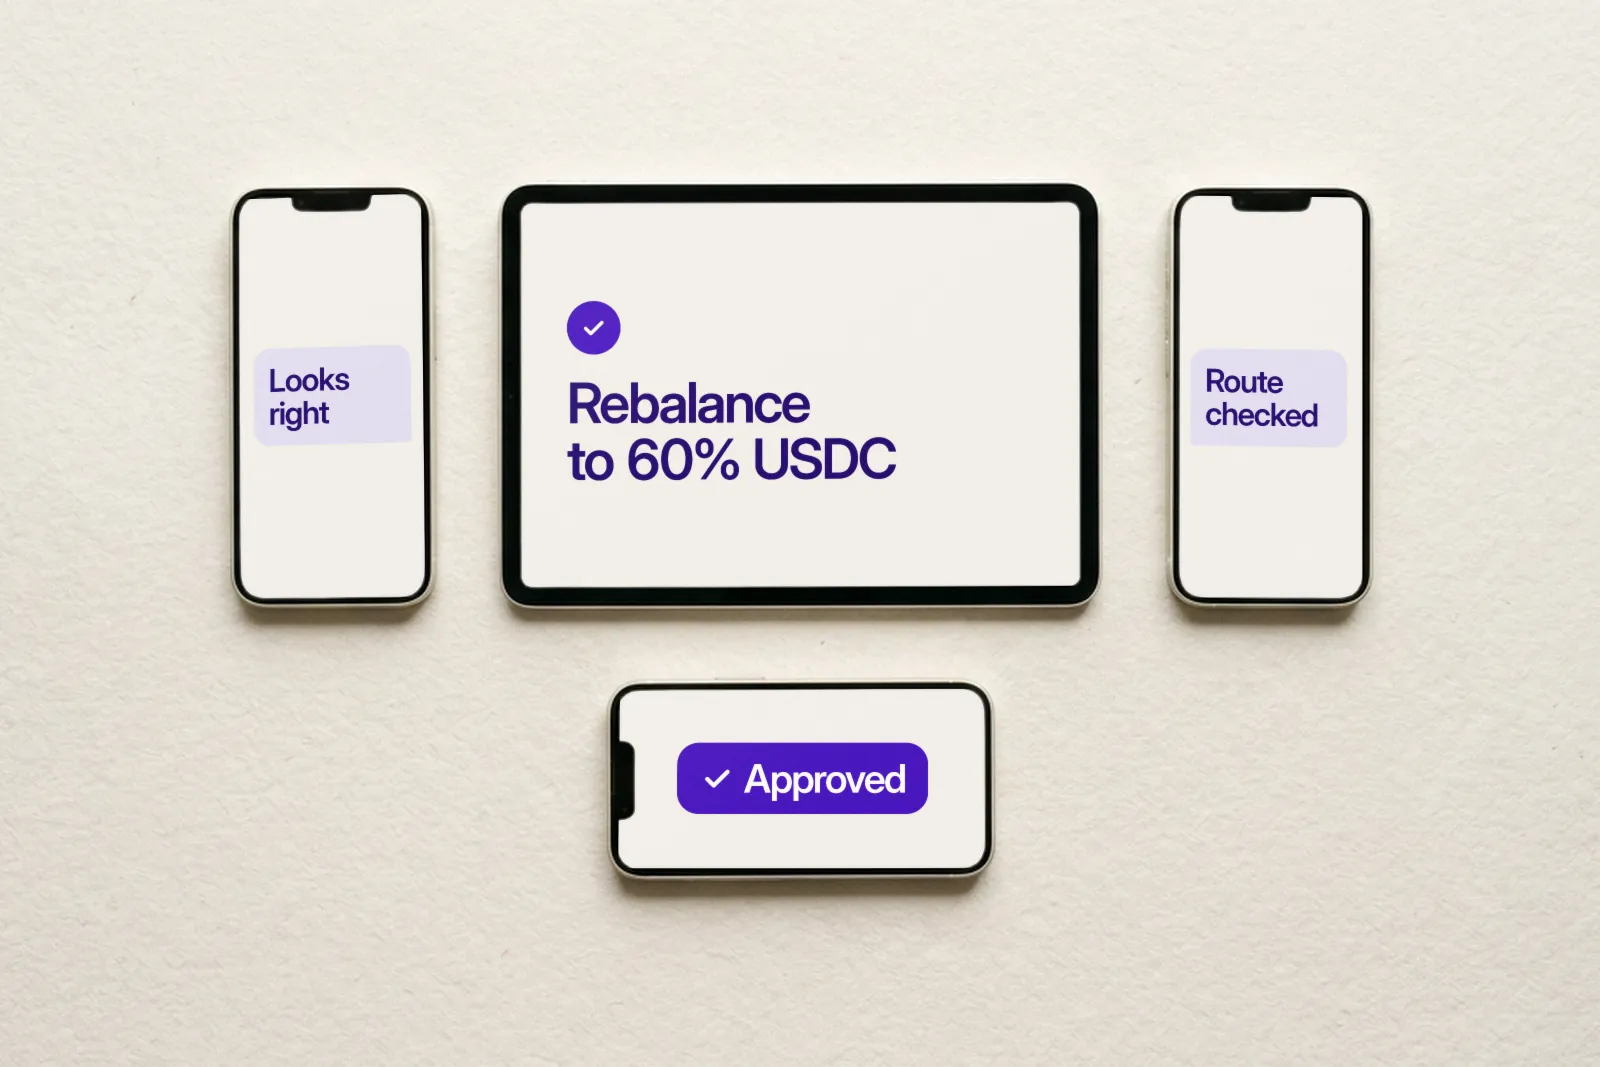 Looks
right
Rebalance
to 60% USDC
Route
checked
Approved